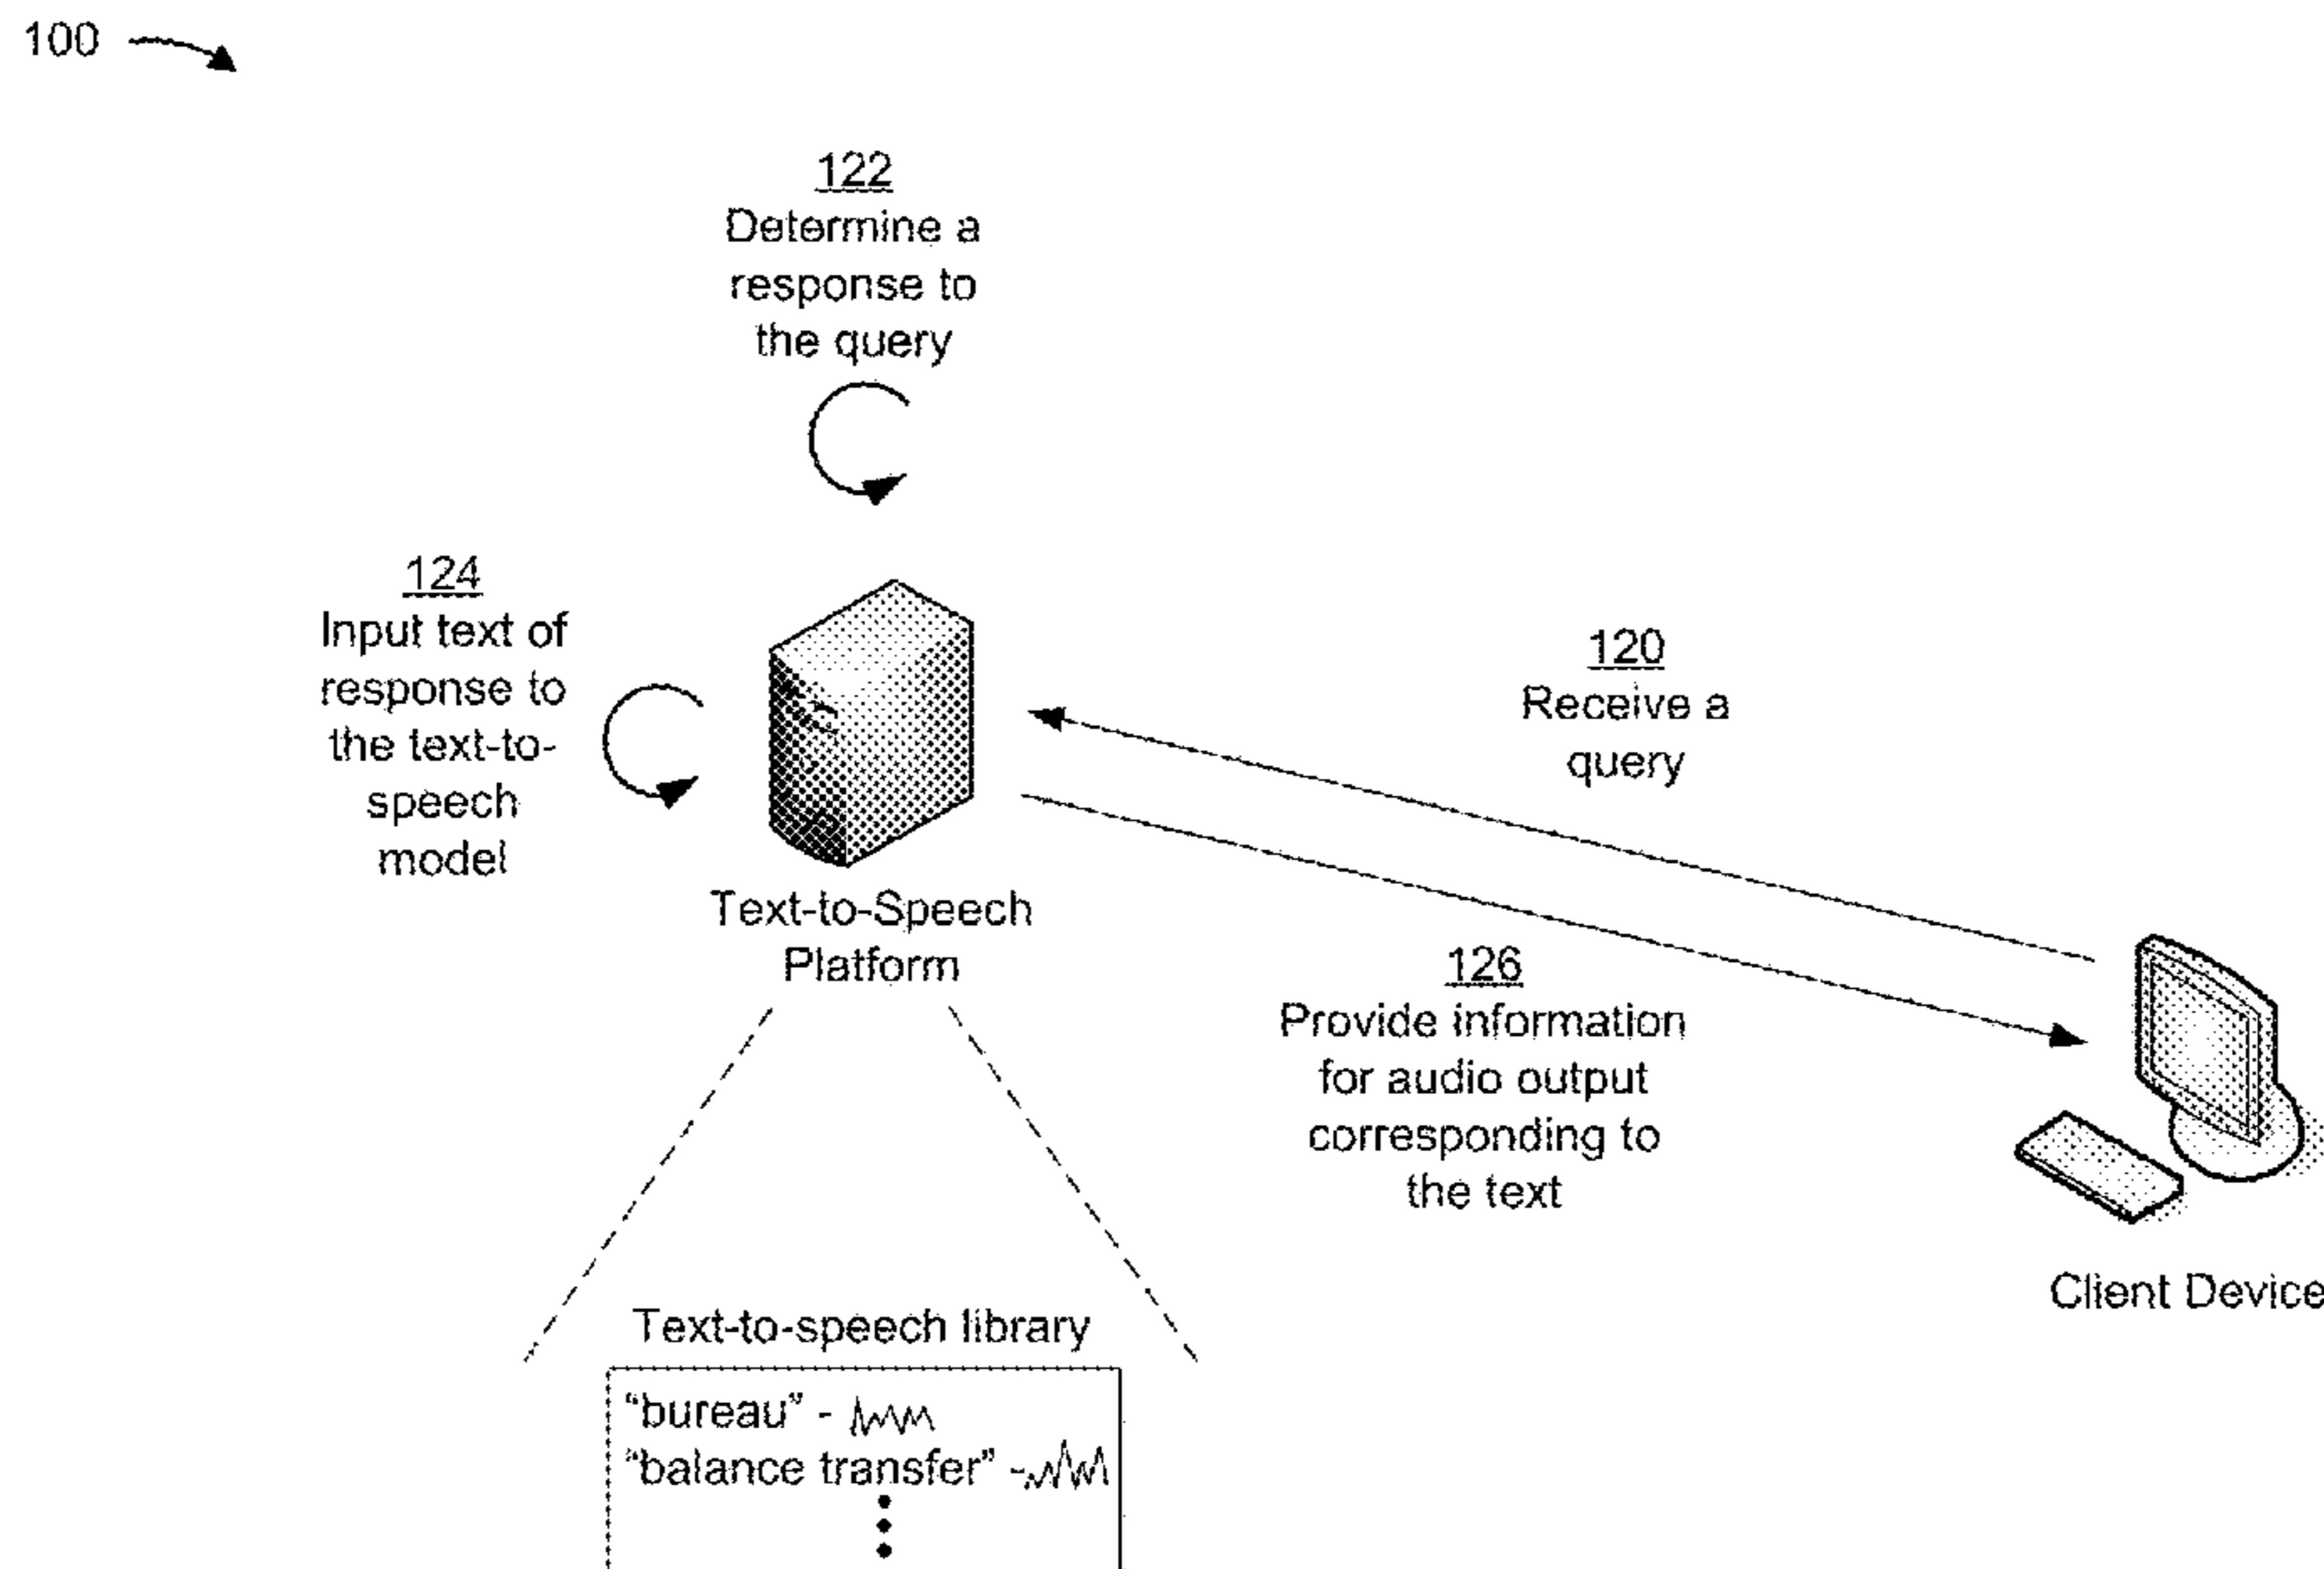 100
122
Determine a
response to
the query
124
Input text of
response to
the text-to-
speech
model
Text-to-Speech
Platform
120
Receive a
query
126
Provide information
for audio output
corresponding to
the text
Client Device
Text-to-speech library
“bureau” -
“balance transfer” -